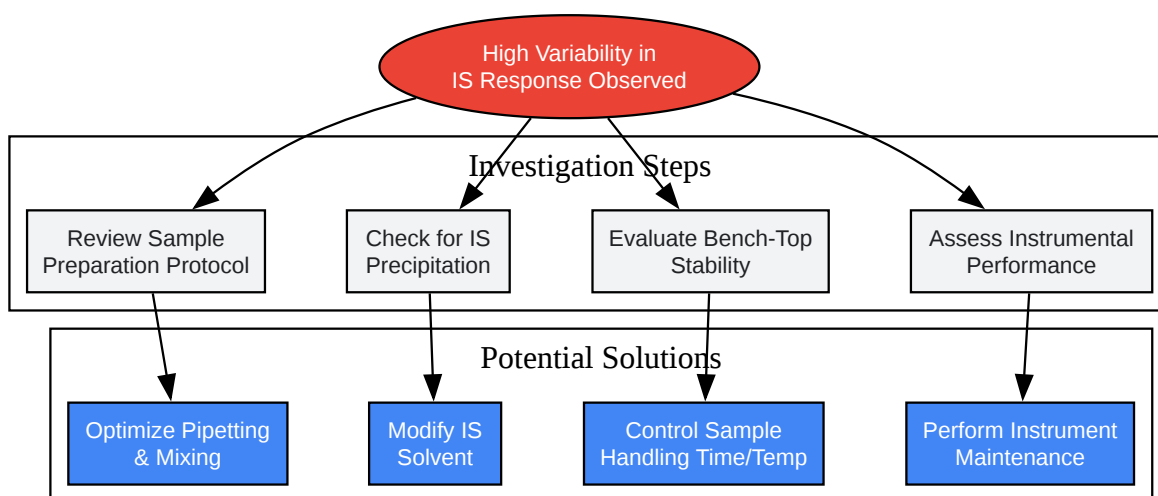 High Variability in
IS Response Observed
Investigation Steps
Review Sample
Preparation Protocol
Check for IS
Precipitation
Evaluate Bench-Top
Stability
Assess Instrumental
Performance
Potential Solutions
Optimize Pipetting
& Mixing
Modify IS
Solvent
Control Sample
Handling Time/Temp
Perform Instrument
Maintenance